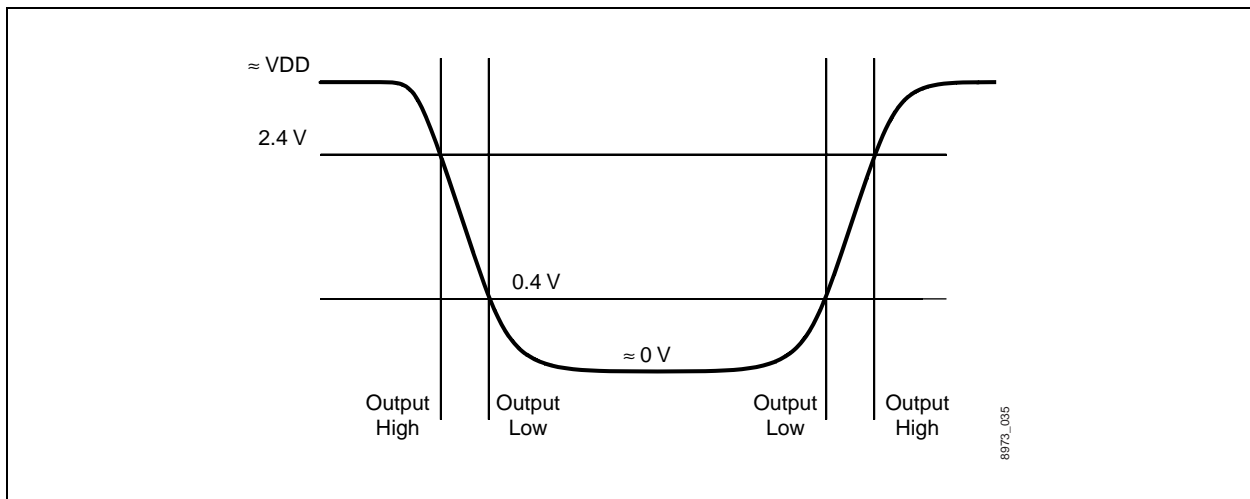 ≈ VDD
2.4 V
0.4 V
≈ 0 V
Output
High
Output
Low
Output
Low
Output
High
8973_035